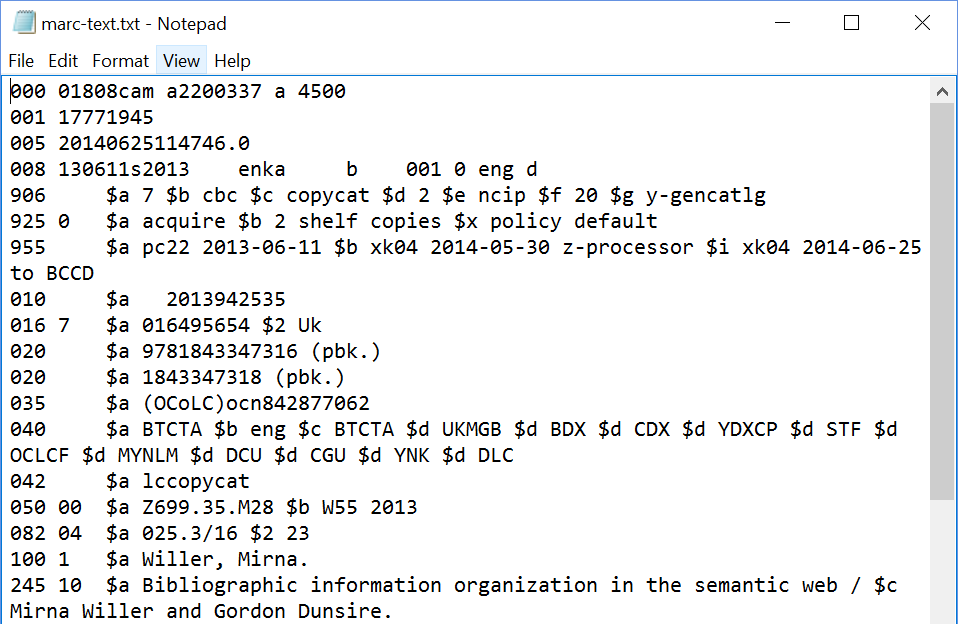 marc-text.txt - Notepad
File Edit Format View Help
000 01808cam a2200337 a 4500
001 17771945
005 20140625114746.0
008 130611s2013    enka     b    001 0 eng d
906     $a 7 $b cbc $c copycat $d 2 $e ncip $f 20 $g y-gencatlg
925 0   $a acquire $b 2 shelf copies $x policy default
955     $a pc22 2013-06-11 $b xk04 2014-05-30 z-processor $i xk04 2014-06-25
to BCCD
010     $a   2013942535
016 7   $a 016495654 $2 Uk
020     $a 9781843347316 (pbk.)
020     $a 1843347318 (pbk.)
035     $a (OCoLC)ocn842877062
040     $a BTCTA $b eng $c BTCTA $d UKMGB $d BDX $d CDX $d YDXCP $d STF $d
OCLCF $d MYNLM $d DCU $d CGU $d YNK $d DLC
042     $a lccopycat
050 00  $a Z699.35.M28 $b W55 2013
082 04  $a 025.3/16 $2 23
100 1   $a Willer, Mirna.
245 10  $a Bibliographic information organization in the semantic web / $c
Mirna Willer and Gordon Dunsire.